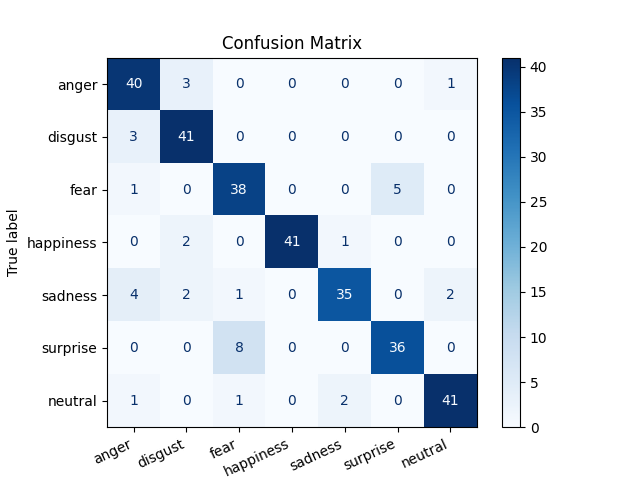 Confusion Matrix
True label
anger 40 3 0 0 0 0 1
disgust 3 41 0 0 0 0 0
fear 1 0 38 0 0 5 0
happiness 0 2 0 41 1 0 0
sadness 4 2 1 0 35 0 2
surprise 0 0 8 0 0 36 0
neutral 1 0 1 0 2 0 41
anger disgust fear happiness sadness surprise neutral
40
35
30
25
20
15
10
5
0